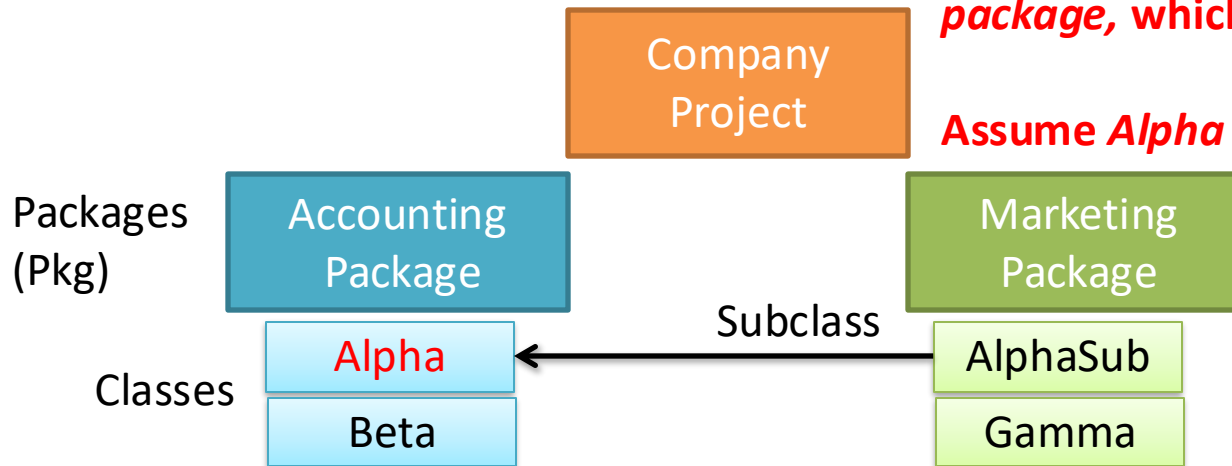 package, which
Company
Project
Assume Alpha
Packages
(Pkg)
Accounting
Package
Marketing
Package
Subclass
Alpha
AlphaSub
Classes
Beta
Gamma